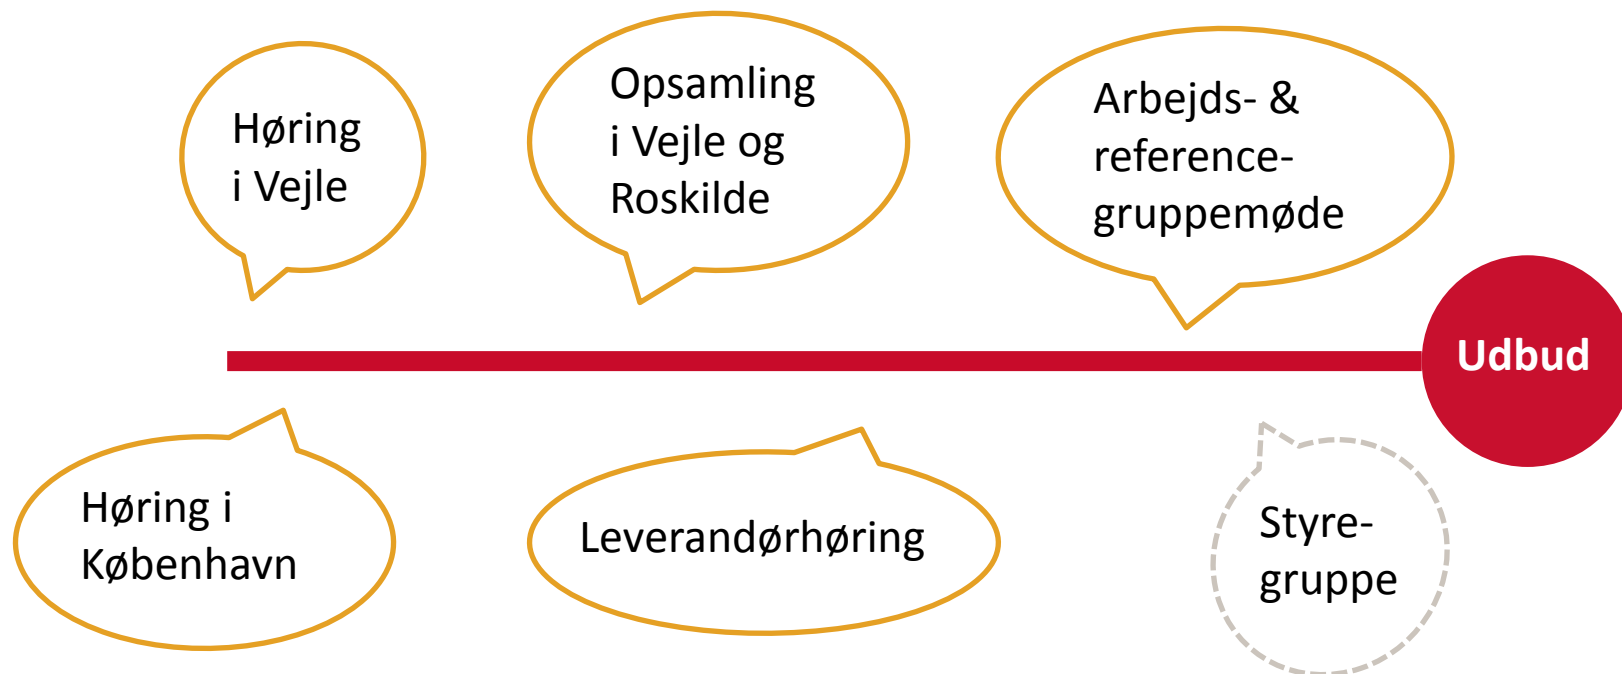 Høring
i Vejle
Opsamling
i Vejle og
Roskilde
Arbejds- &
reference-
gruppemøde
Udbud
Høring i
København
Leverandørhøring
Styre-
gruppe